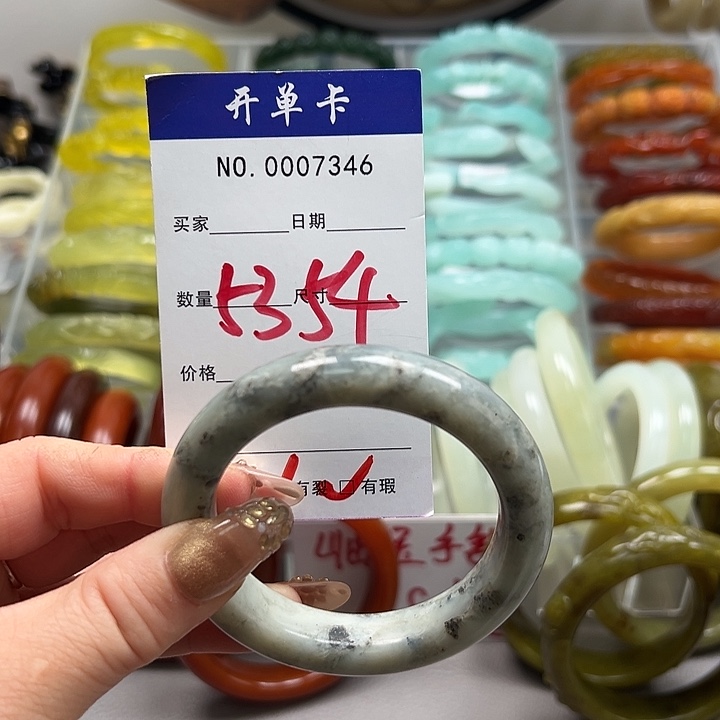 开单卡
NO. 0007346
买家 日期
数量 尺寸
5354
价格
有裂 □ 有瑕
手